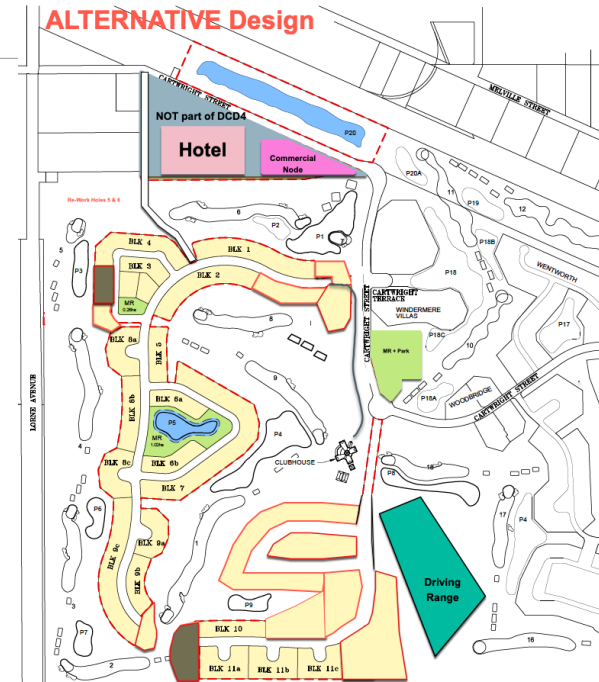 ALTERNATIVE Design
CARTWRIGHT STREET
MELVILLE STREET
NOT part of DCD4
P20
Hotel
Commercial
Node
P20A
11
P19
12
Re-Work Holes 5 & 6
6
P2
P1
7
P18B
5
BLK 4
BLK 1
P3
BLK 3
BLK 2
P18
WENTWORTH
MR
CARTWRIGHT
TERRACE
WINDERMERE
VILLAS
CARTWRIGHT STREET
P17
8
BLK 8a
BLK 5
P18C
10
MR + Park
9
LORNE AVENUE
BLK 8b
BLK 6a
P18A
WOODBRIDGE
CARTWRIGHT STREET
P5
MR
4
P4
BLK 8c
BLK 6b
CLUBHOUSE
18
P8
BLK 7
P6
17
P4
1
BLK 9a
BLK 9c
BLK 9b
Driving
Range
3
P9
P7
BLK 10
16
2
BLK 11a
BLK 11b
BLK 11c